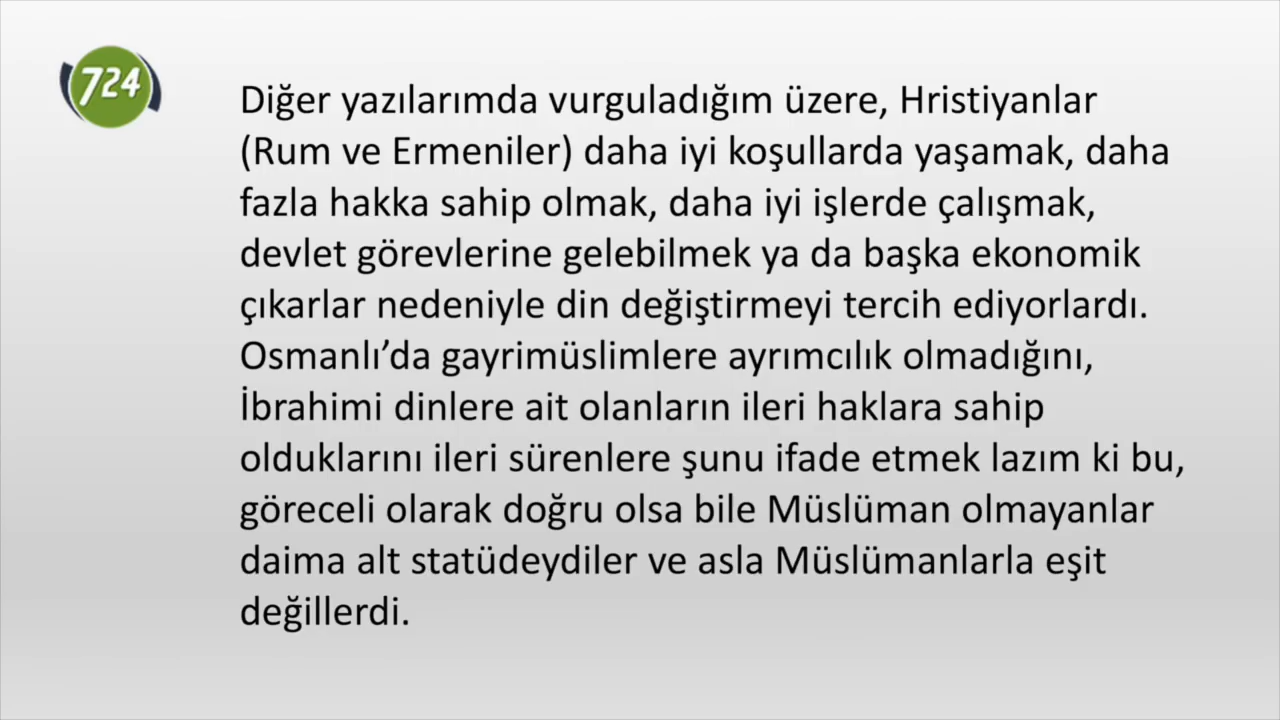 724
Diğer yazılarımda vurguladığım üzere, Hristiyanlar
(Rum ve Ermeniler) daha iyi koşullarda yaşamak, daha
fazla hakka sahip olmak, daha iyi işlerde çalışmak,
devlet görevlerine gelebilmek ya da başka ekonomik
çıkarlar nedeniyle din değiştirmeyi tercih ediyorlardı.
Osmanlı’da gayrimüslimlere ayrımcılık olmadığını,
İbrahimi dinlere ait olanların ileri haklara sahip
olduklarını ileri sürenlere şunu ifade etmek lazım ki bu,
göreceli olarak doğru olsa bile Müslüman olmayanlar
daima alt statüdeydiler ve asla Müslümanlarla eşit
değillerdi.